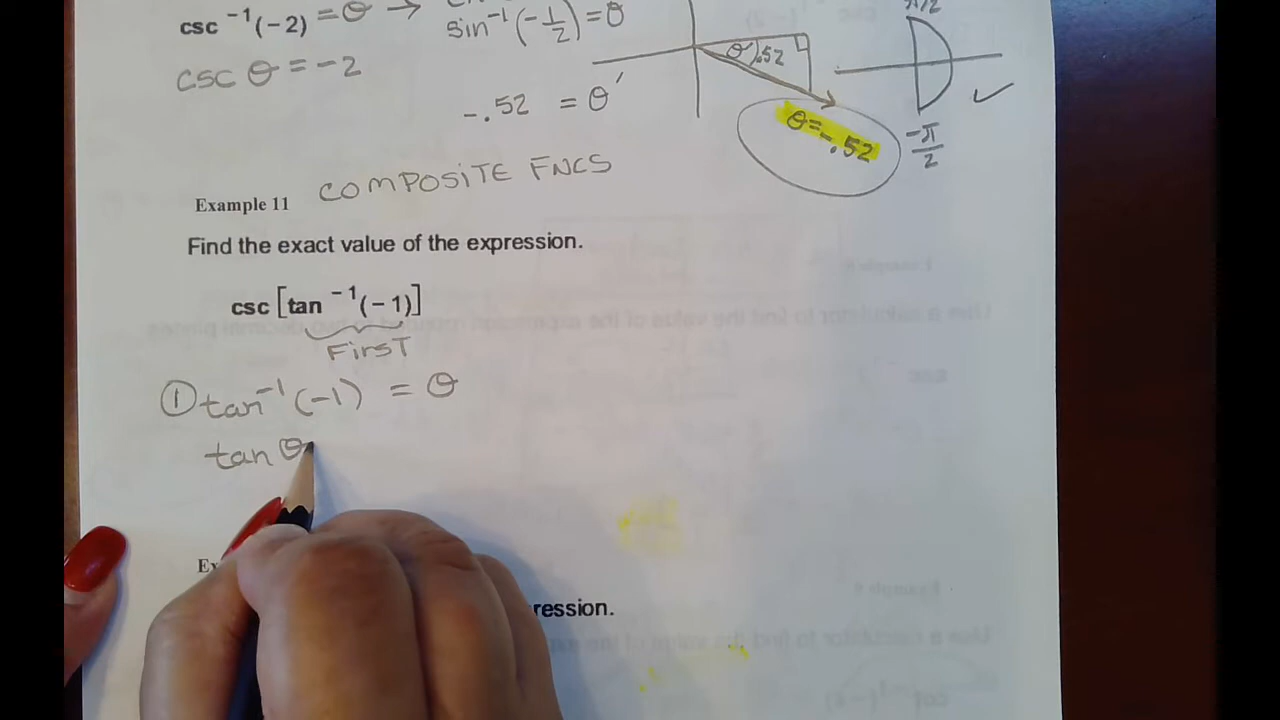 csc ⁻¹(−2) = θ → sin⁻¹(−1/2) = θ
csc θ = −2
−.52 = θ'
θ' .52
θ = −.52
π/2
−π/2
Example 11 COMPOSITE FNCS
Find the exact value of the expression.
csc [tan ⁻¹(−1)]
First
① tan⁻¹(−1) = θ
tan θ
Ex
ression.